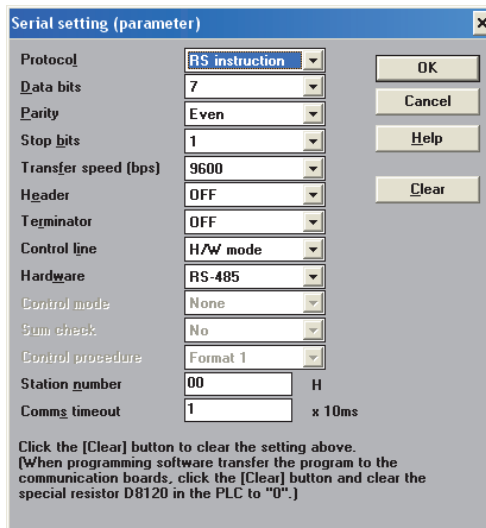 Serial setting (parameter)
Protocol RS instruction
OK
Data bits 7
Cancel
Parity Even
Stop bits 1
Help
Transfer speed (bps) 9600
Header OFF
Clear
Terminator OFF
Control line H/W mode
Hardware RS-485
Control mode None
Sum check No
Control procedure Format 1
Station number 00 H
Comms timeout 1 x 10ms
Click the [Clear] button to clear the setting above.
(When programming software transfer the program to the
communication boards, click the [Clear] button and clear the
special resistor D8120 in the PLC to "0".)